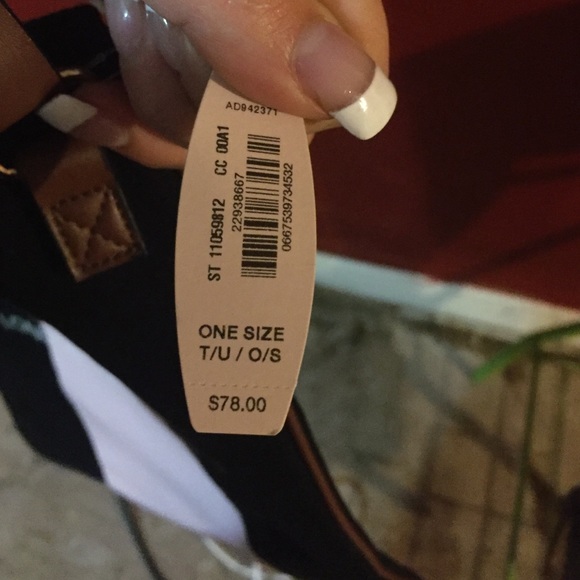 AD942371
ST 11059812 CC 00A1
22938667
0667539734532
ONE SIZE
T/U / O/S
$78.00